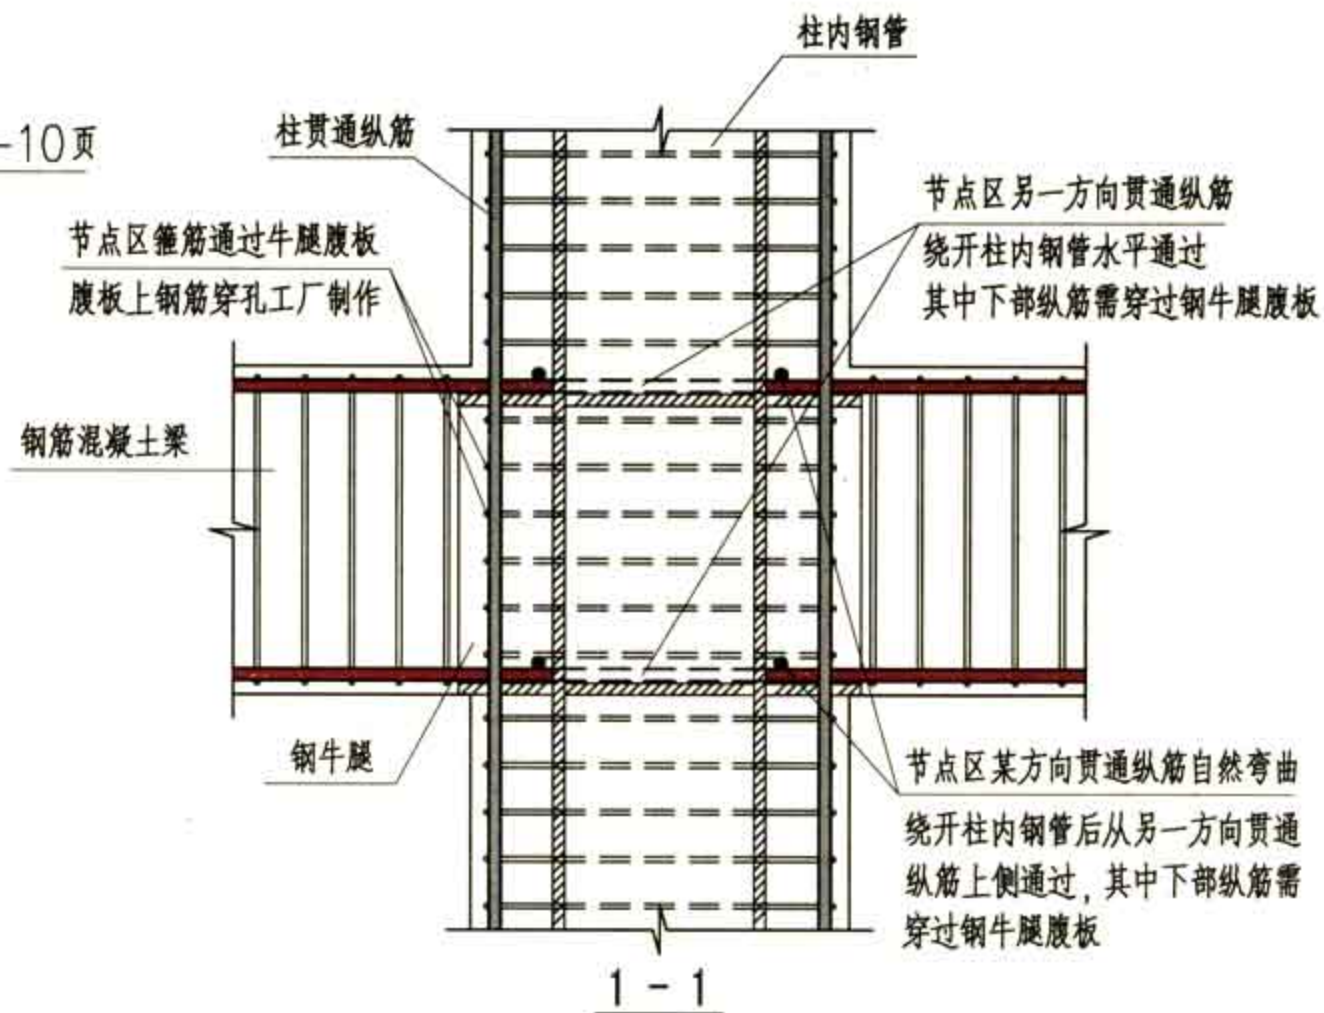 柱内钢管
-10页
柱贯通纵筋
节点区箍筋通过牛腿腹板
腹板上钢筋穿孔工厂制作
节点区另一方向贯通纵筋
绕开柱内钢管水平通过
其中下部纵筋需穿过钢牛腿腹板
钢筋混凝土梁
钢牛腿
节点区某方向贯通纵筋自然弯曲
绕开柱内钢管后从另一方向贯通
纵筋上侧通过，其中下部纵筋需
穿过钢牛腿腹板
1-1